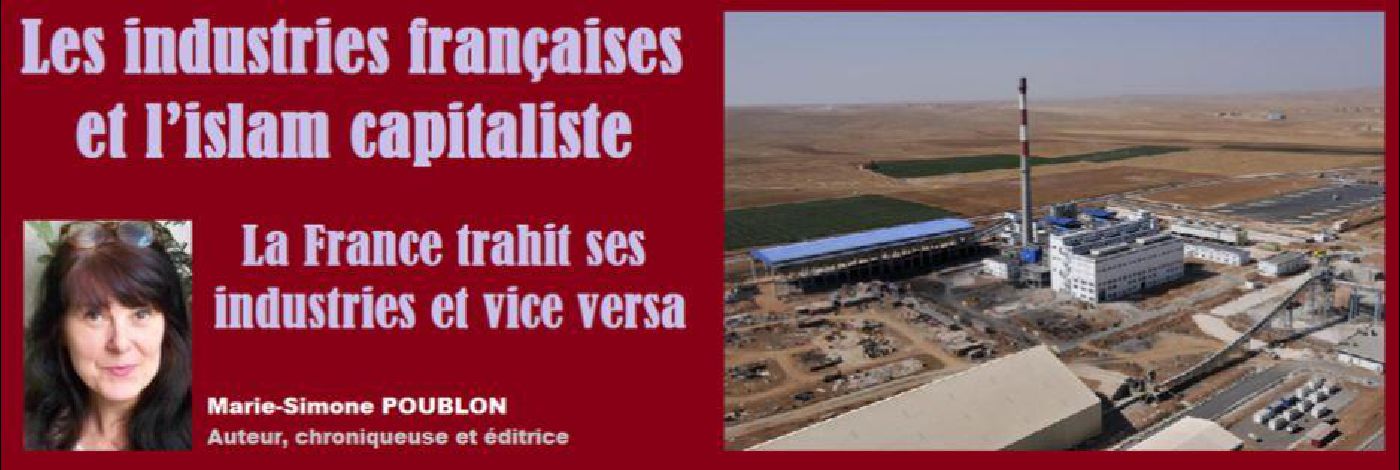 Les industries françaises
et l’islam capitaliste
La France trahit ses
industries et vice versa
Marie-Simone POUBLON
Auteur, chroniqueuse et éditrice